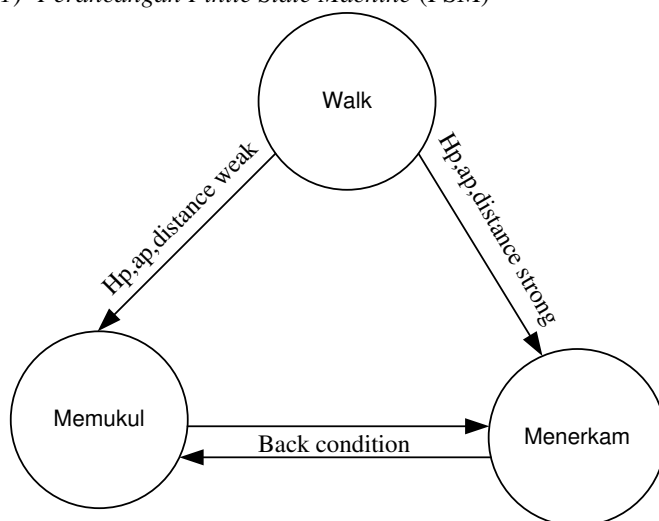 1) Perancangan Finite State Machine (FSM)
Walk
Hp,ap,distance weak
Hp,ap,distance strong
Memukul
Back condition
Menerkam